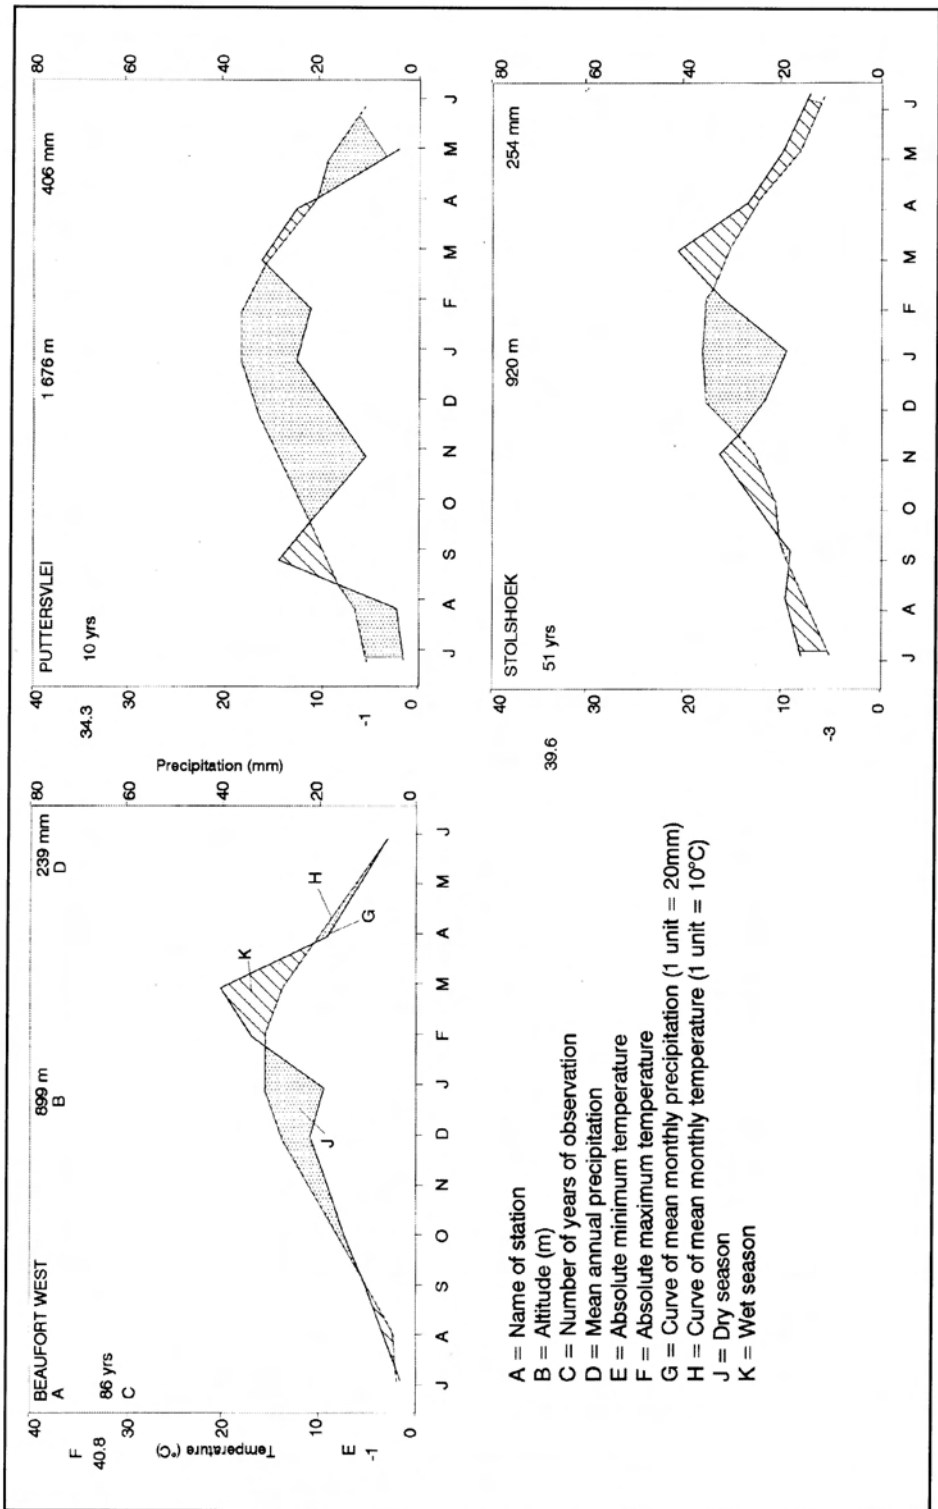 BEAUFORT WEST
A
899 m
B
239 mm
D
86 yrs
C
F
40.8
E
-1
Temperature (°C)
40
30
20
10
0
Precipitation (mm)
80
60
40
20
0
K
H
G
J
J A S O N D J F M A M J
PUTTERSVLEI
1 676 m
406 mm
10 yrs
34.3
-1
40
30
20
10
0
80
60
40
20
0
J A S O N D J F M A M J
STOLSHOEK
920 m
254 mm
51 yrs
39.6
-3
40
30
20
10
0
80
60
40
20
0
J A S O N D J F M A M J
A = Name of station
B = Altitude (m)
C = Number of years of observation
D = Mean annual precipitation
E = Absolute minimum temperature
F = Absolute maximum temperature
G = Curve of mean monthly precipitation (1 unit = 20mm)
H = Curve of mean monthly temperature (1 unit = 10°C)
J = Dry season
K = Wet season